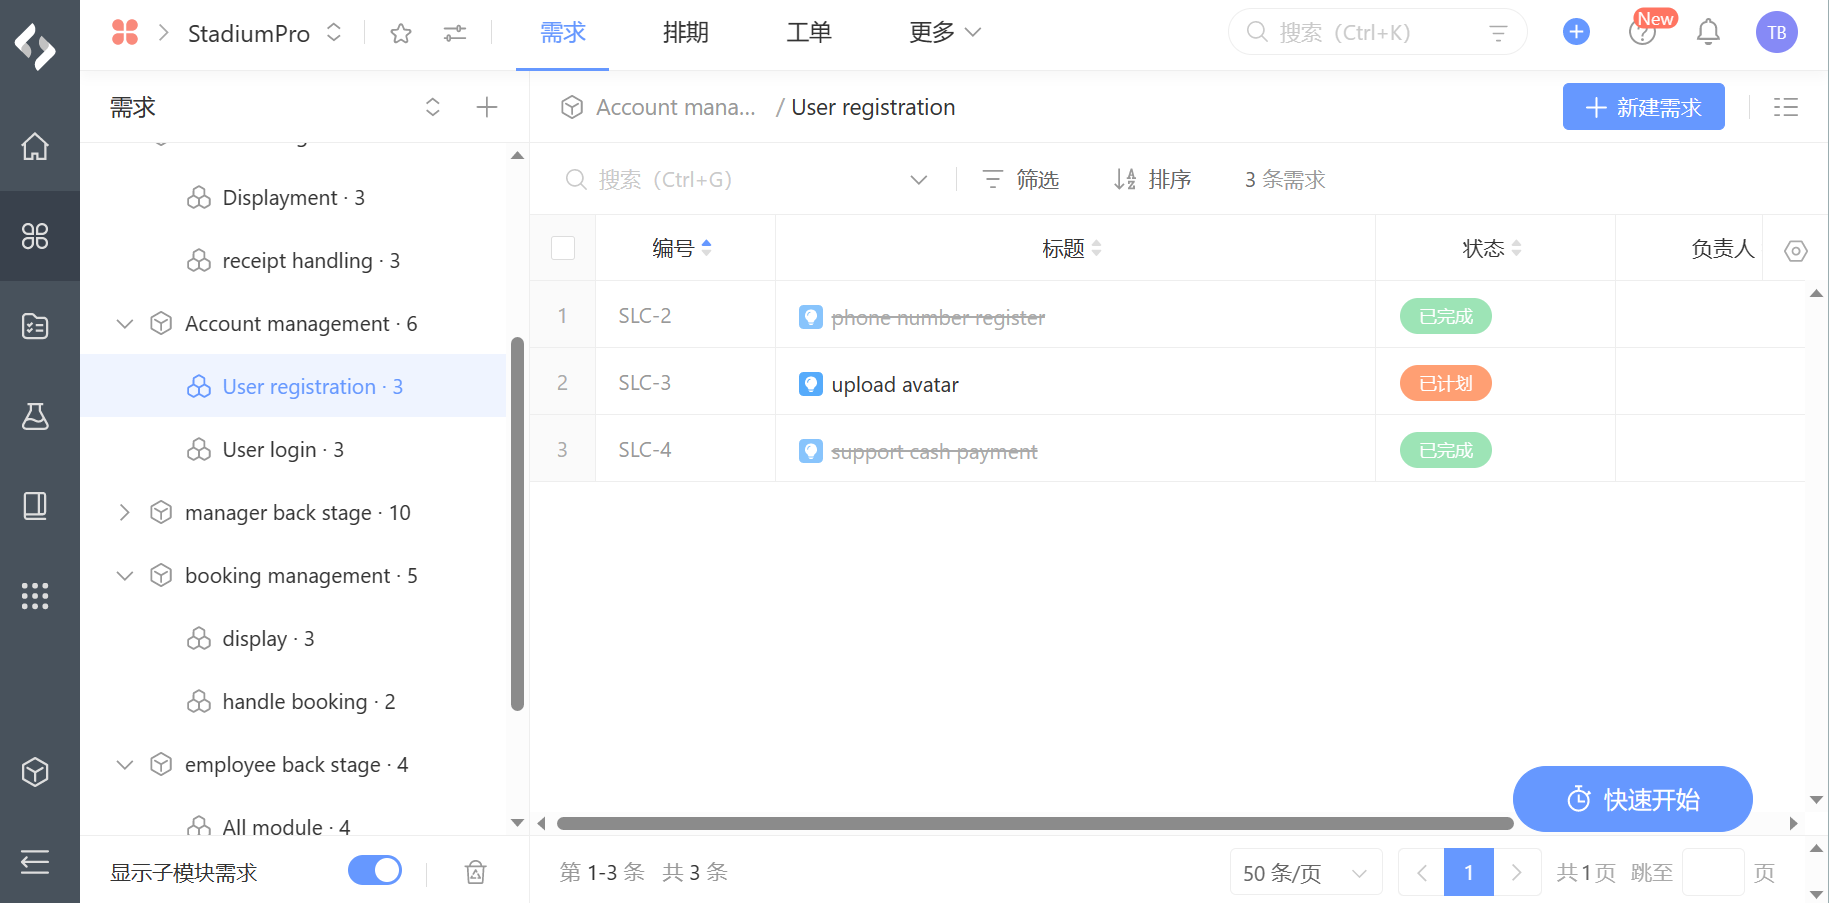 StadiumPro
需求
排期
工单
更多
搜索（Ctrl+K）
New
TB
需求
Account mana... / User registration
新建需求
Displayment · 3
receipt handling · 3
Account management · 6
User registration · 3
User login · 3
manager back stage · 10
booking management · 5
display · 3
handle booking · 2
employee back stage · 4
All module · 4
显示子模块需求
搜索（Ctrl+G）
筛选
排序
3 条需求
编号 标题 状态 负责人
1 SLC-2 phone number register 已完成
2 SLC-3 upload avatar 已计划
3 SLC-4 support cash payment 已完成
快速开始
第 1-3 条 共 3 条
50 条/页
1
共 1 页 跳至 页